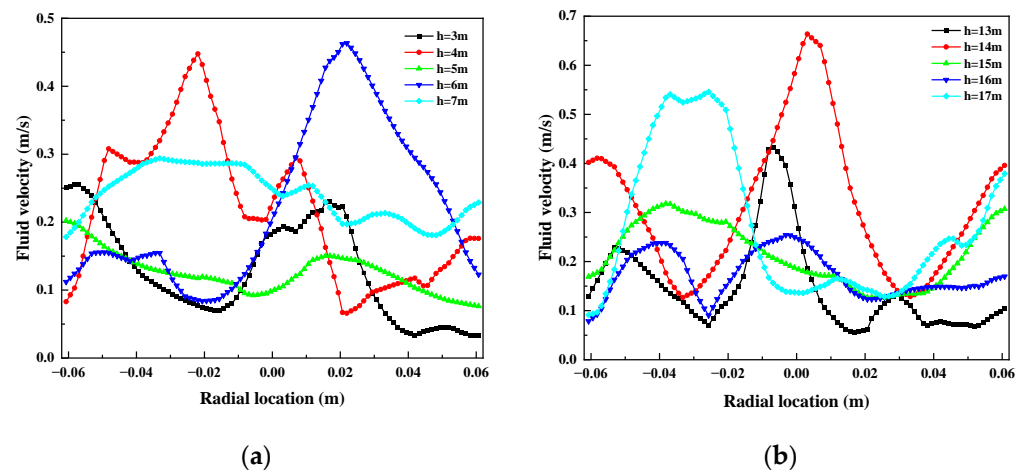 0.5
0.4
0.3
0.2
0.1
0.0
Fluid velocity (m/s)
h=3m
h=4m
h=5m
h=6m
h=7m
−0.06 −0.04 −0.02 0.00 0.02 0.04 0.06
Radial location (m)
(a)
0.7
0.6
0.5
0.4
0.3
0.2
0.1
0.0
Fluid velocity (m/s)
h=13m
h=14m
h=15m
h=16m
h=17m
−0.06 −0.04 −0.02 0.00 0.02 0.04 0.06
Radial location (m)
(b)